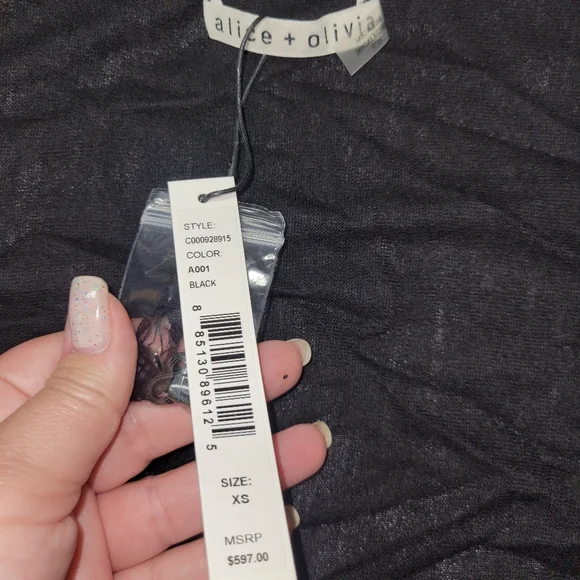 alice + olivia
STYLE:
C000928915
COLOR:
A001
BLACK
8 85130 89612 5
SIZE:
XS
MSRP
$597.00